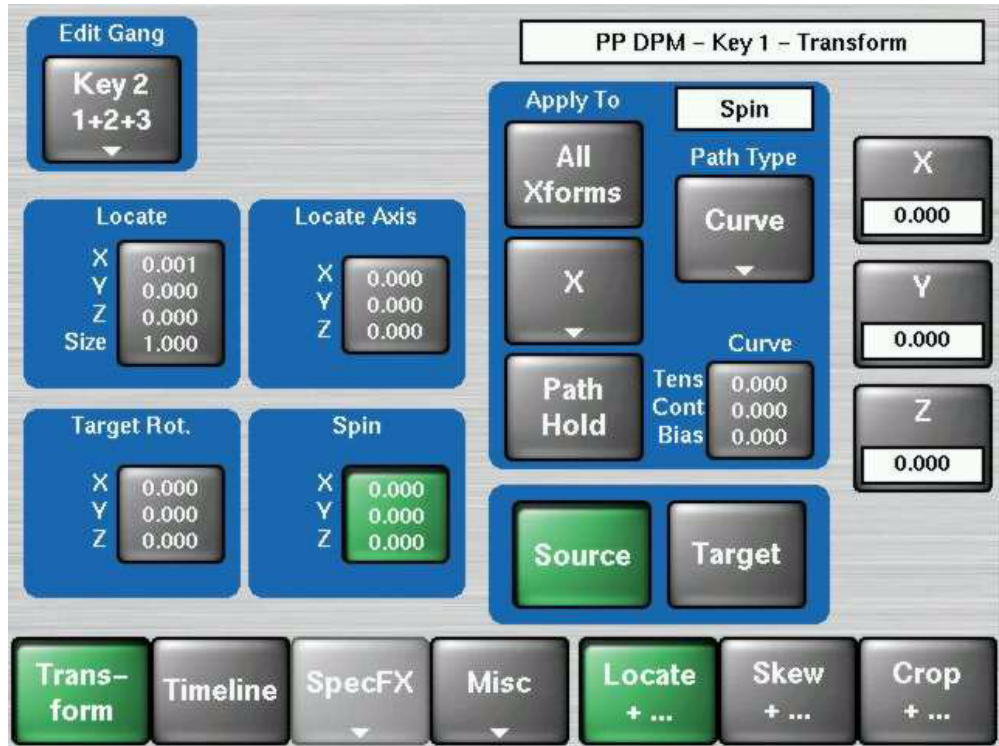 Edit Gang
Key 2
1+2+3
PP DPM – Key 1 – Transform
Locate
X 0.001
Y 0.000
Z 0.000
Size 1.000
Locate Axis
X 0.000
Y 0.000
Z 0.000
Target Rot.
X 0.000
Y 0.000
Z 0.000
Spin
X 0.000
Y 0.000
Z 0.000
Apply To
All
Xforms
X
Path
Hold
Spin
Path Type
Curve
Curve
Tens 0.000
Cont 0.000
Bias 0.000
Source
Target
X
0.000
Y
0.000
Z
0.000
Trans–
form
Timeline
SpecFX
Misc
Locate
+ ...
Skew
+ ...
Crop
+ ...